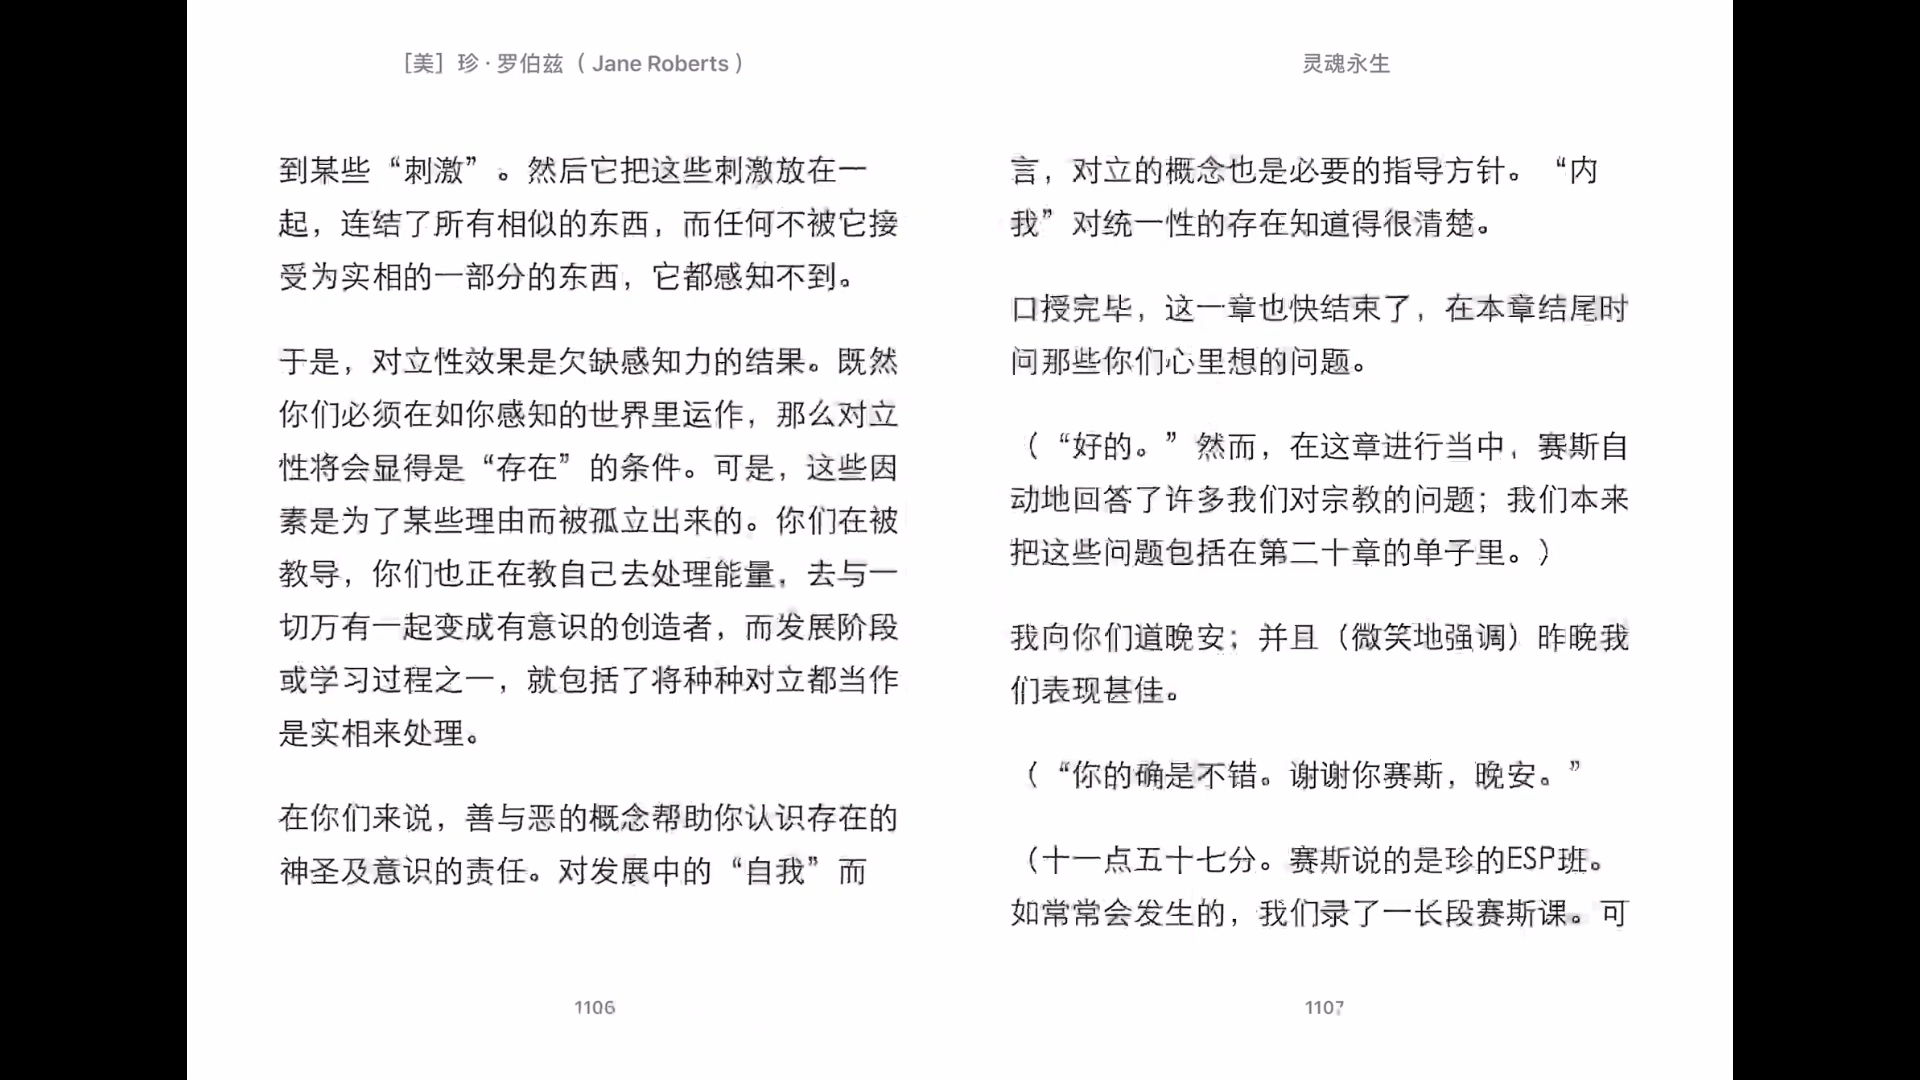 [美] 珍·罗伯兹（Jane Roberts）
到某些“刺激”。然后它把这些刺激放在一
起，连结了所有相似的东西，而任何不被它接
受为实相的一部分的东西，它都感知不到。
于是，对立性效果是欠缺感知力的结果。既然
你们必须在如你感知的世界里运作，那么对立
性将会显得是“存在”的条件。可是，这些因
素是为了某些理由而被孤立出来的。你们在被
教导，你们也正在教自己去处理能量，去与一
切万有一起变成有意识的创造者，而发展阶段
或学习过程之一，就包括了将种种对立都当作
是实相来处理。
在你们来说，善与恶的概念帮助你认识存在的
神圣及意识的责任。对发展中的“自我”而
1106
灵魂永生
言，对立的概念也是必要的指导方针。“内
我”对统一性的存在知道得很清楚。
口授完毕，这一章也快结束了，在本章结尾时
问那些你们心里想的问题。
（“好的。”然而，在这章进行当中，赛斯自
动地回答了许多我们对宗教的问题；我们本来
把这些问题包括在第二十章的单子里。）
我向你们道晚安；并且（微笑地强调）昨晚我
们表现甚佳。
（“你的确是不错。谢谢你赛斯，晚安。”
（十一点五十七分。赛斯说的是珍的ESP班。
如常常会发生的，我们录了一长段赛斯课。可
1107